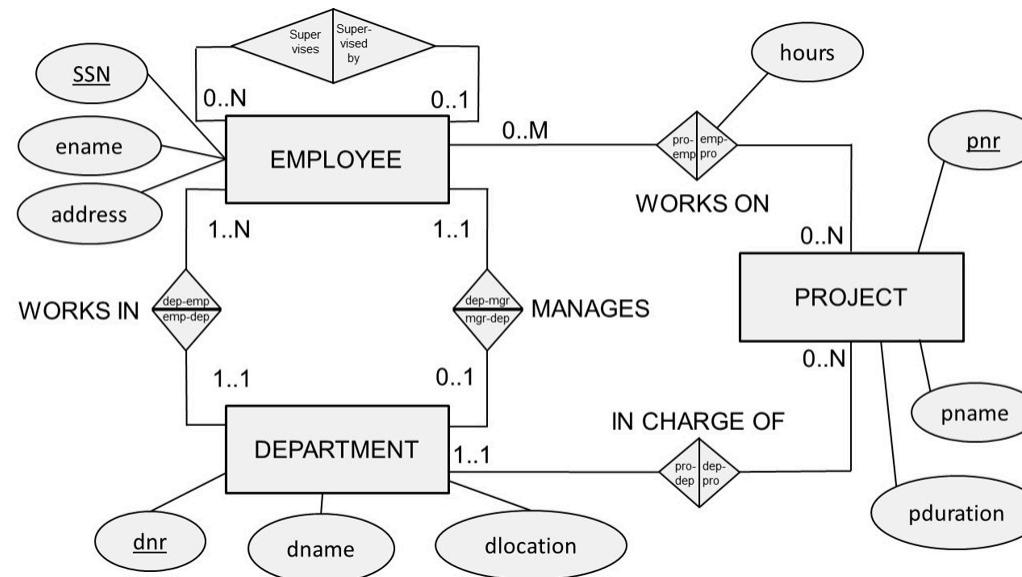 Super
vises
Super-
vised
by
hours
SSN
0..N
0..1
0..M
ename
EMPLOYEE
pro-
emp
emp-
pro
pnr
address
WORKS ON
1..N
1..1
0..N
WORKS IN
dep-emp
emp-dep
dep-mgr
mgr-dep
MANAGES
PROJECT
0..N
1..1
0..1
IN CHARGE OF
pname
DEPARTMENT
1..1
pro-
dep
dep-
pro
pduration
dnr
dname
dlocation